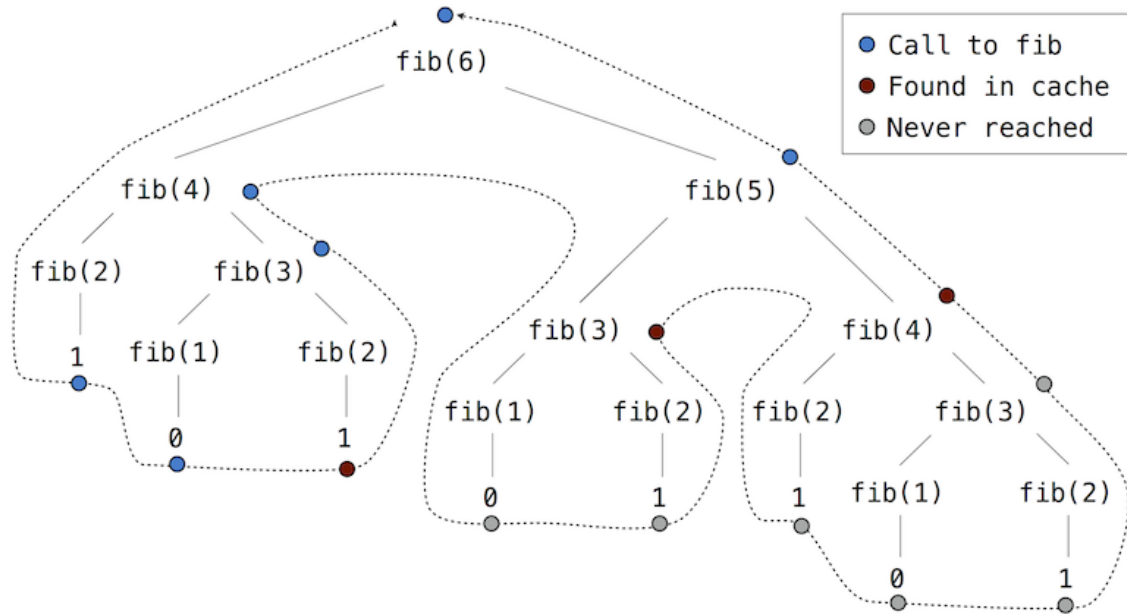 Call to fib
Found in cache
Never reached
fib(6)
fib(4)
fib(5)
fib(2)
fib(3)
fib(3)
fib(4)
1
fib(1)
fib(2)
fib(1)
fib(2)
fib(2)
fib(3)
0
1
0
1
1
fib(1)
fib(2)
0
1